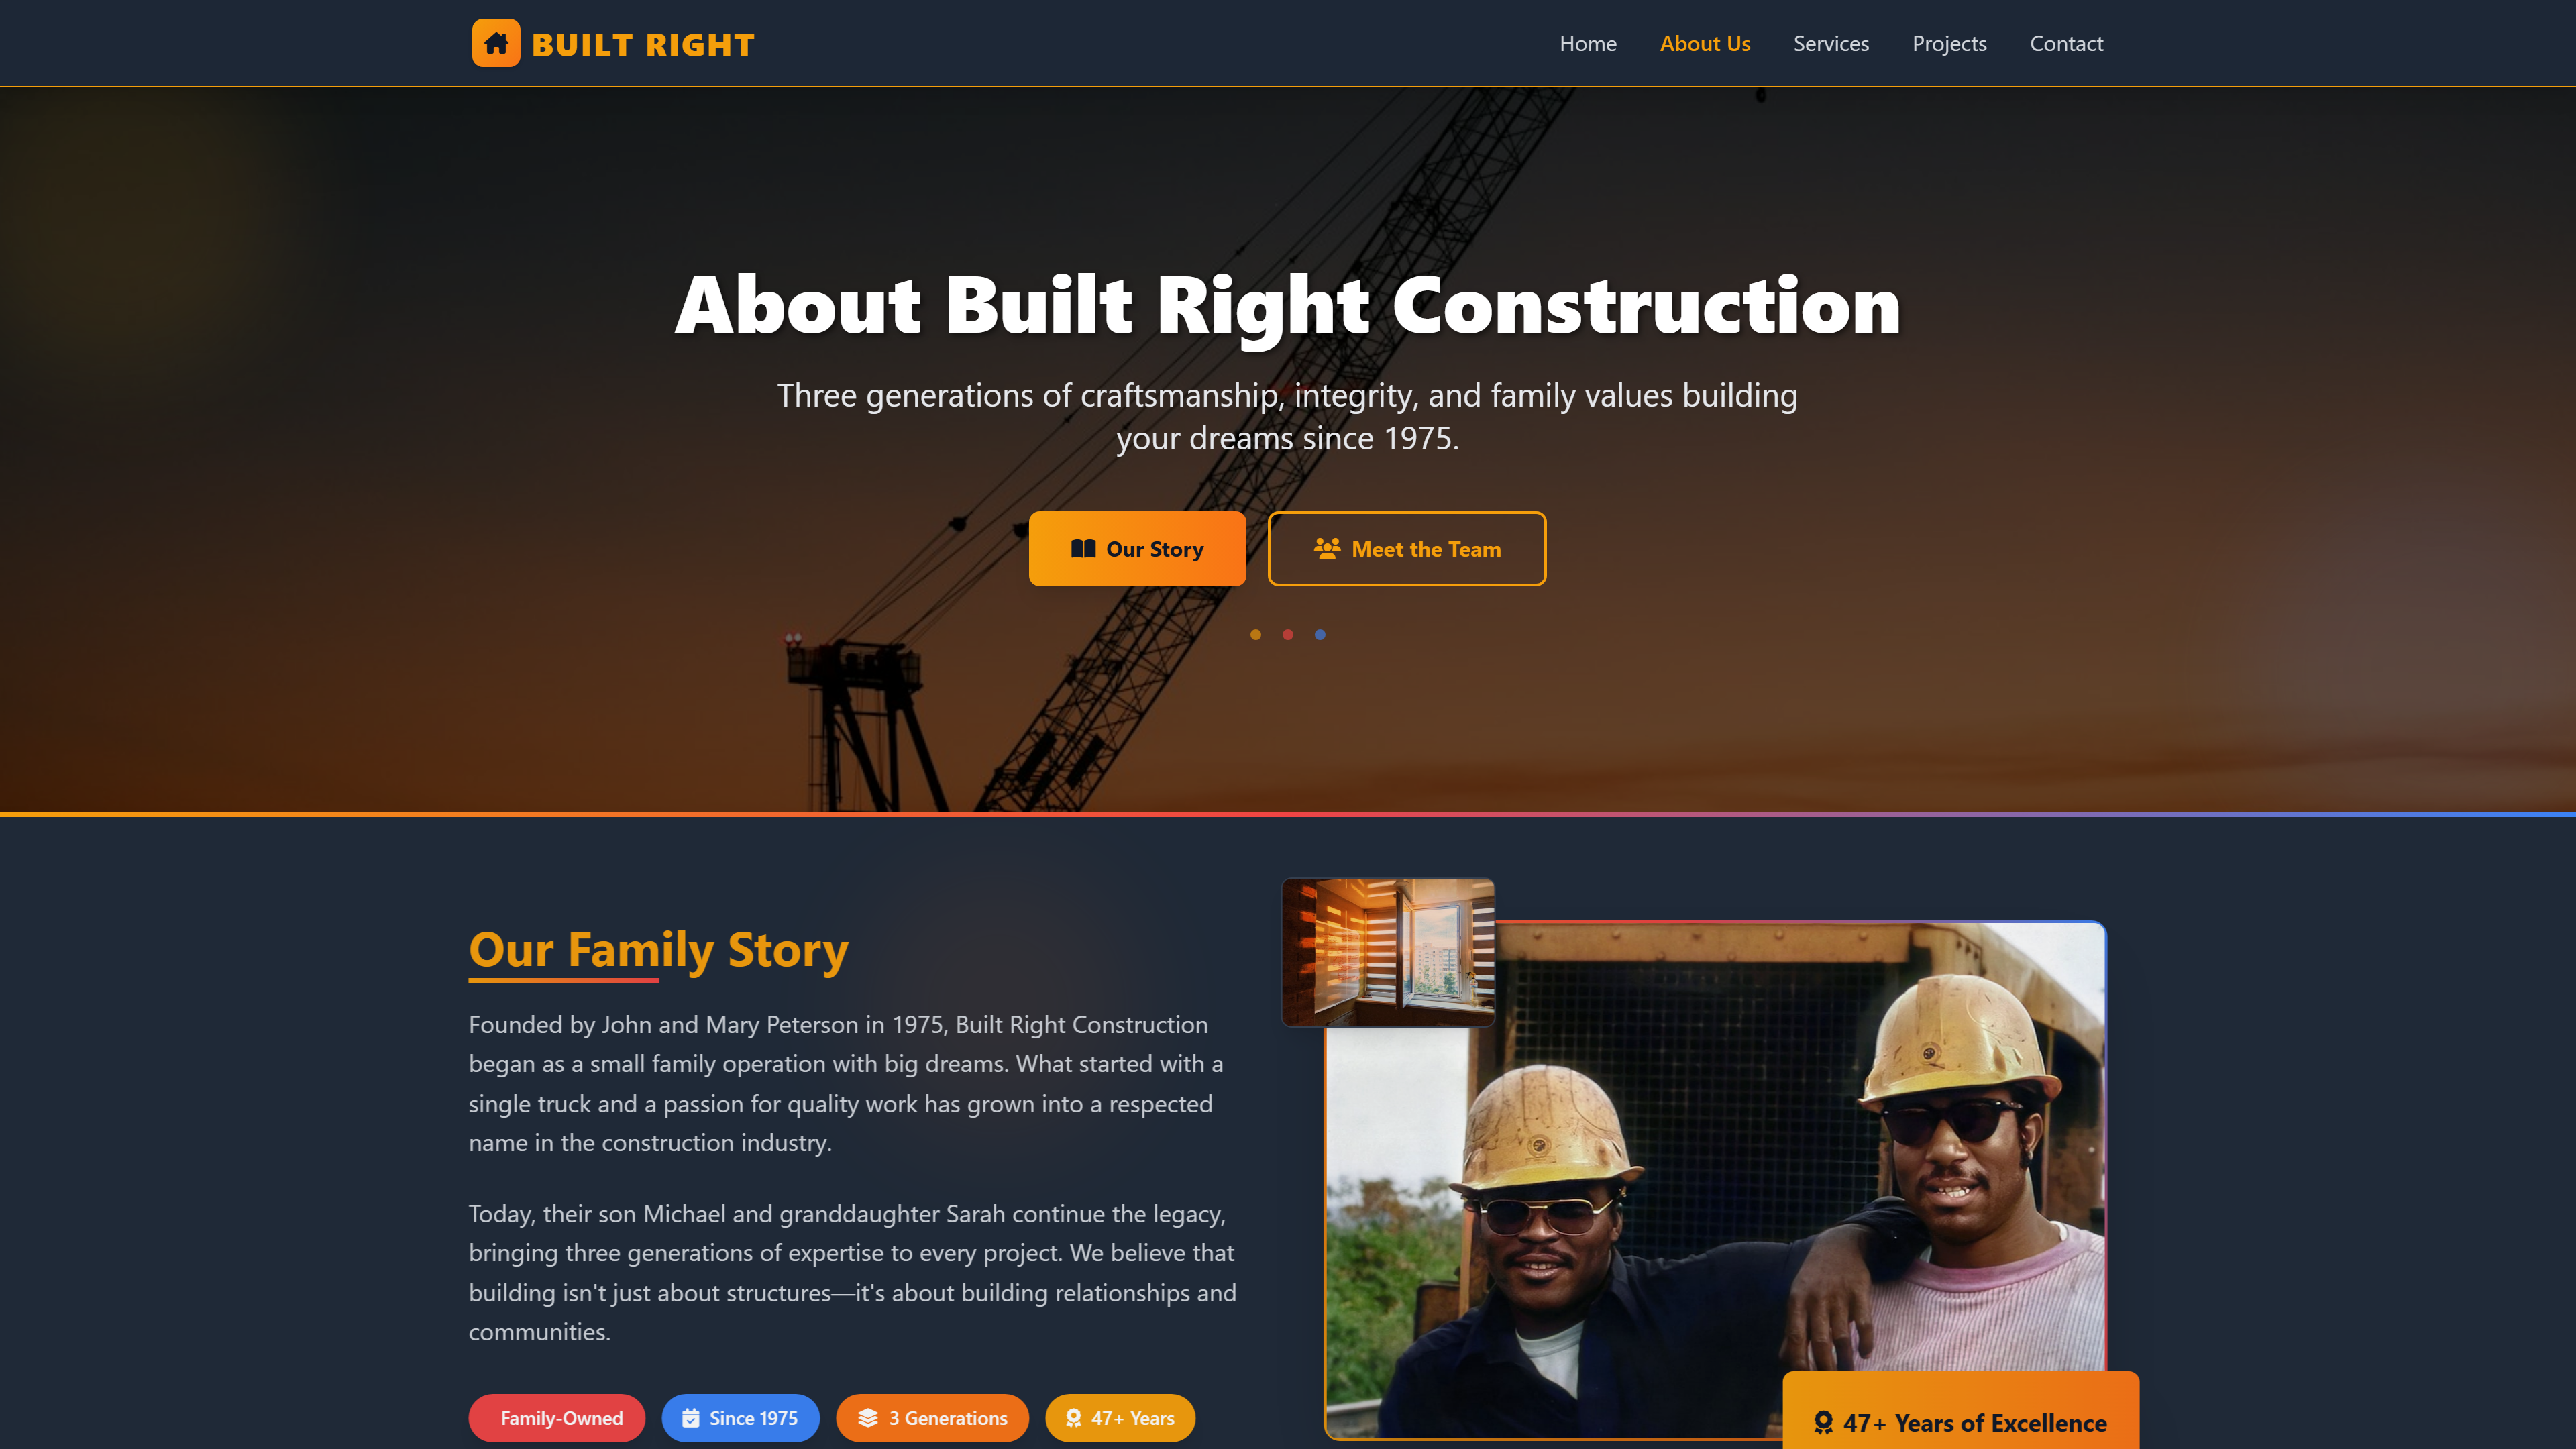 BUILT RIGHT
Home About Us Services Projects Contact
About Built Right Construction
Three generations of craftsmanship, integrity, and family values building
your dreams since 1975.
Our Story
Meet the Team
Our Family Story
Founded by John and Mary Peterson in 1975, Built Right Construction
began as a small family operation with big dreams. What started with a
single truck and a passion for quality work has grown into a respected
name in the construction industry.
Today, their son Michael and granddaughter Sarah continue the legacy,
bringing three generations of expertise to every project. We believe that
building isn't just about structures—it's about building relationships and
communities.
Family-Owned
Since 1975
3 Generations
47+ Years
47+ Years of Excellence